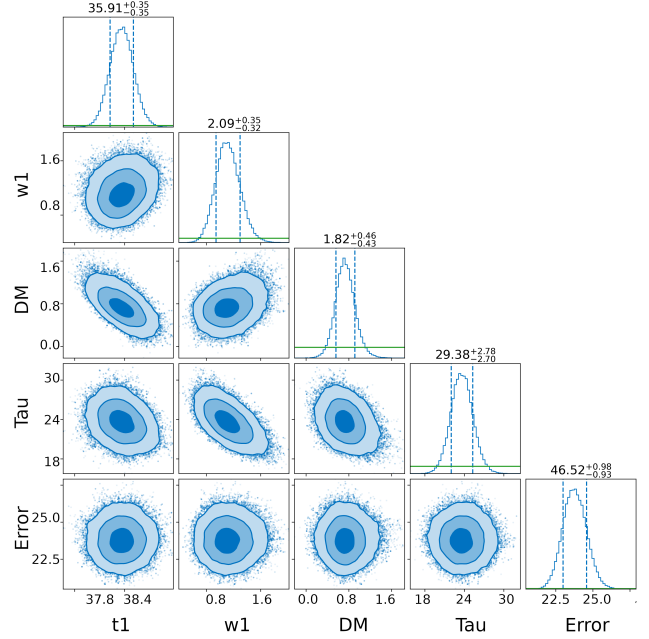 35.91+0.35−0.35
2.09+0.35−0.32
1.6
0.8
w1
1.82+0.46−0.43
1.6
0.8
0.0
DM
29.38+2.78−2.70
30
24
18
Tau
46.52+0.98−0.93
25.0
22.5
Error
37.8 38.4
0.8 1.6
0.0 0.8 1.6
18 24 30
22.5 25.0
t1 w1 DM Tau Error